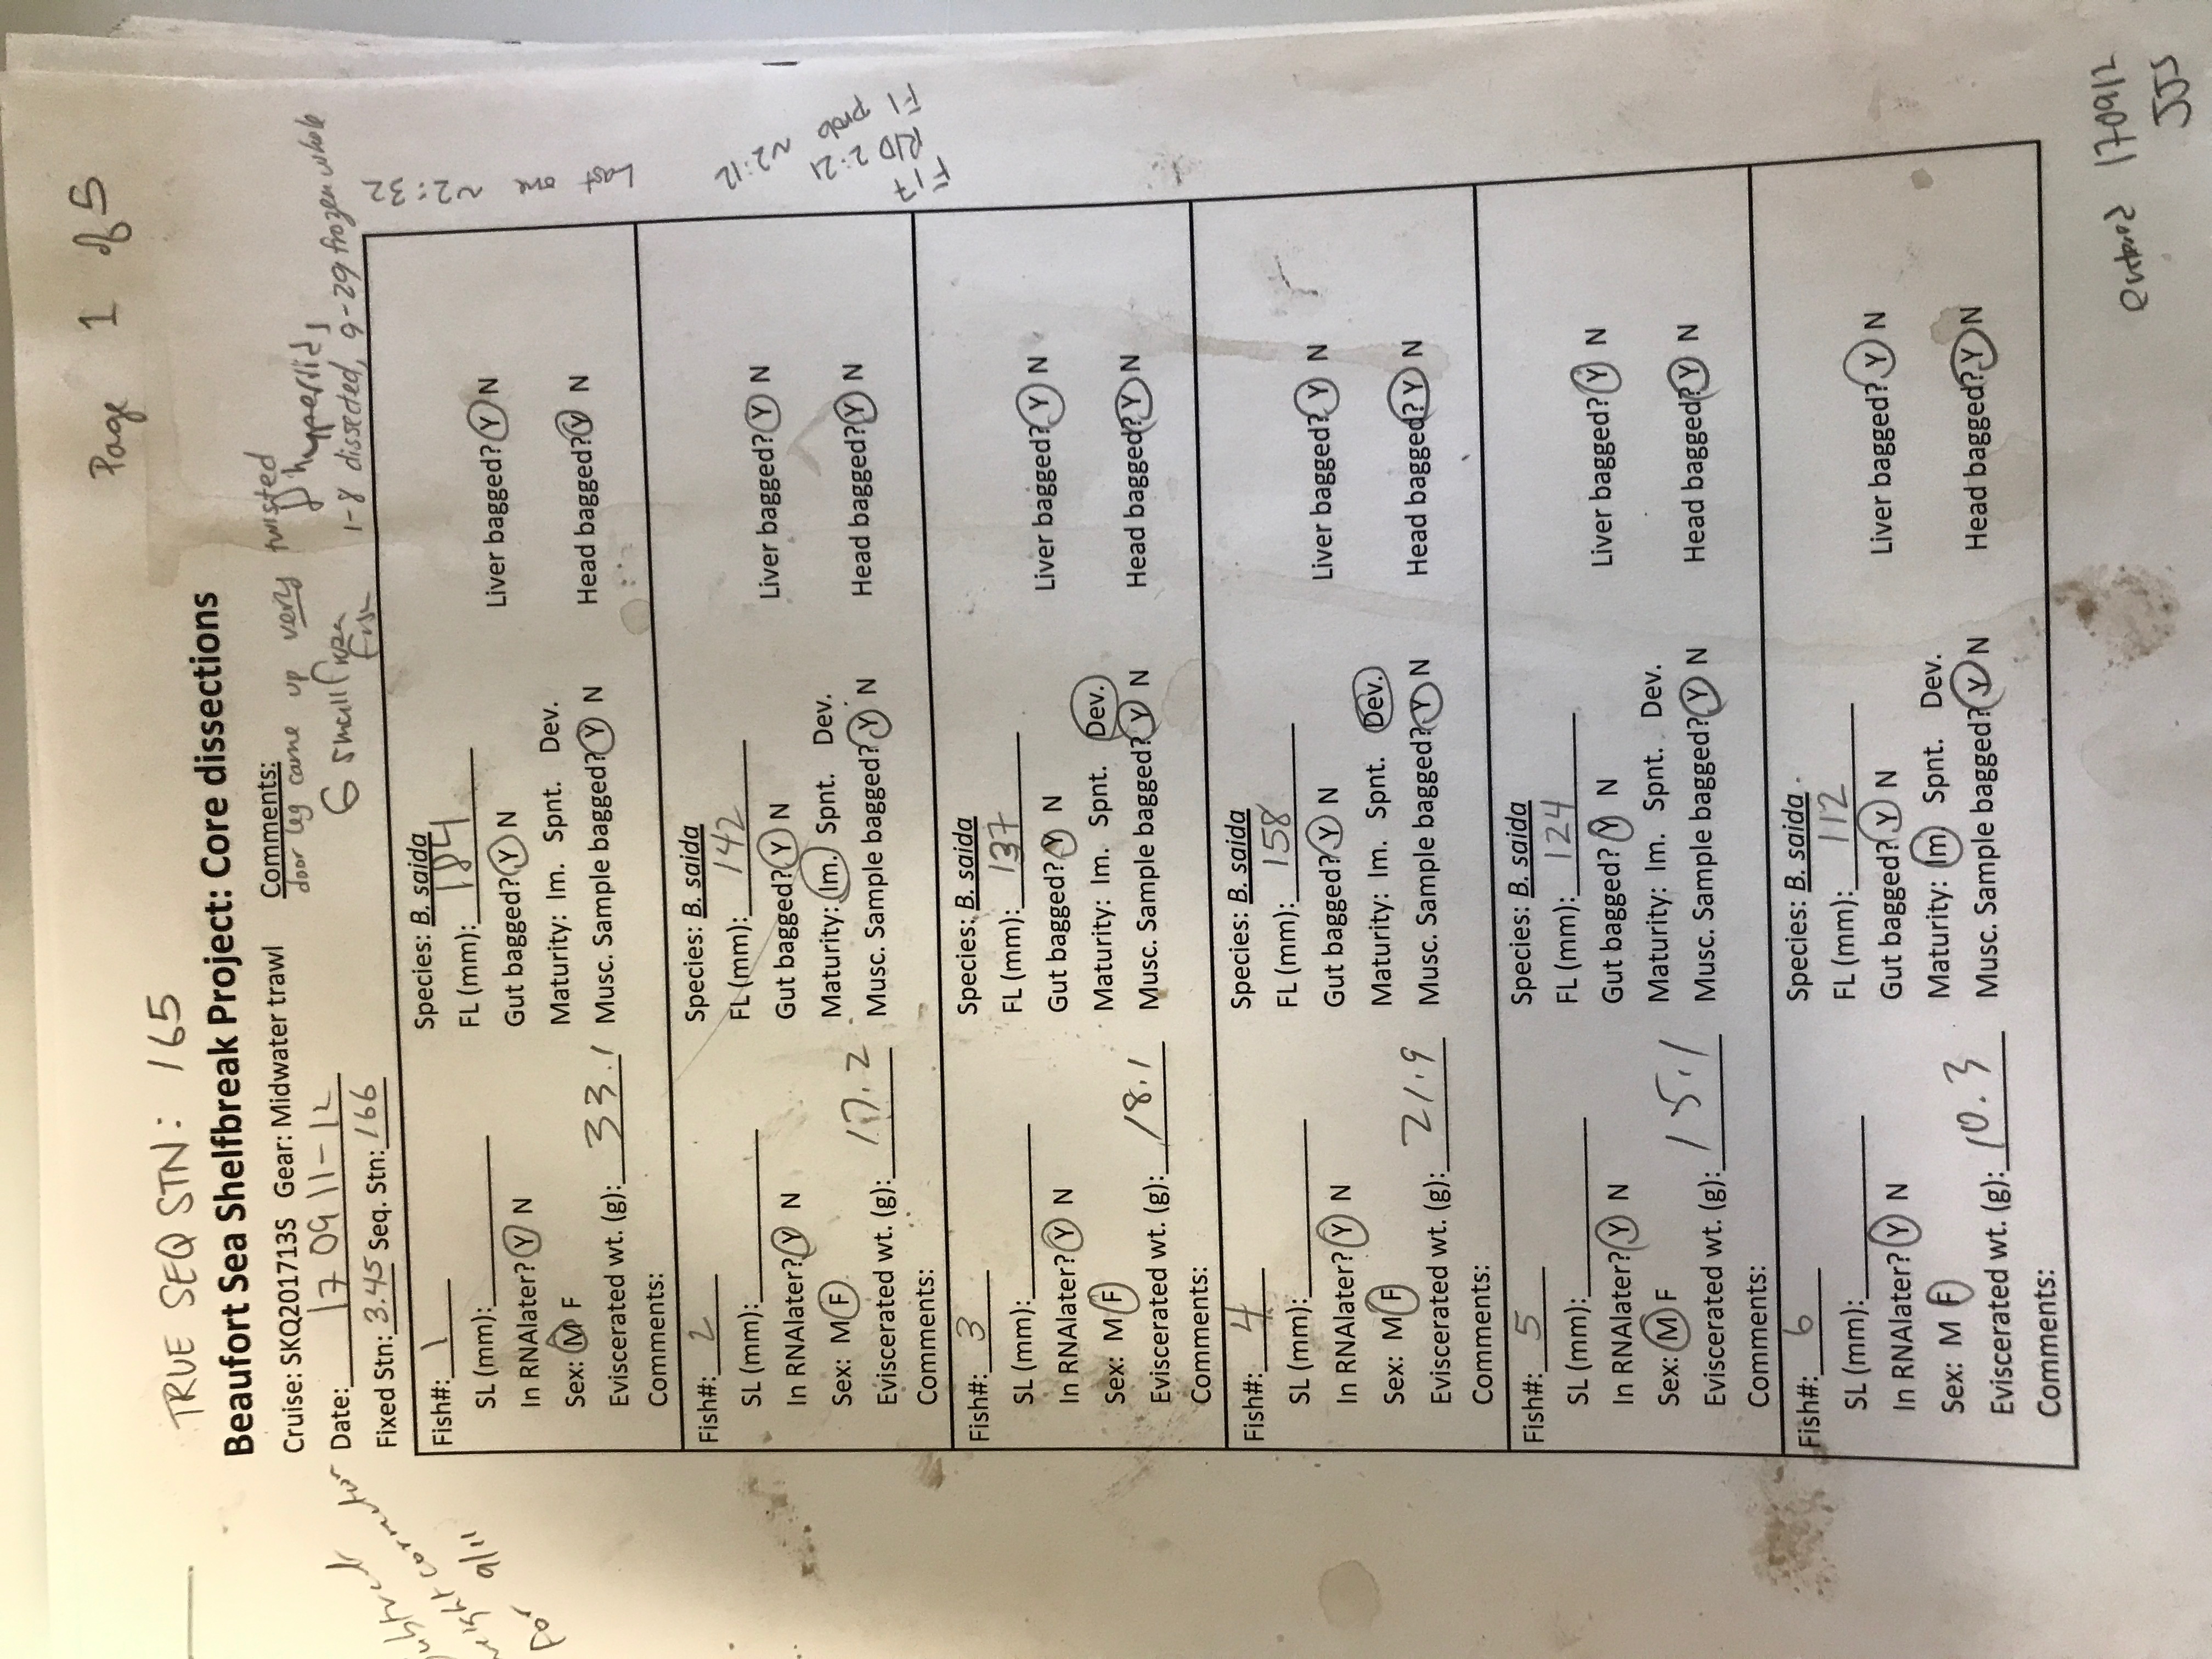 Page 1 of 5
TRUE SEQ STN: 165
Beaufort Sea Shelfbreak Project: Core dissections
Cruise: SKQ201713S Gear: Midwater trawl Comments:
door leg came up very twisted
Date: 17 09 11-12
6 small
fish
hyperiids
1-8 dissected, 9-29 frozen whole
Fixed Stn: 3.45 Seq. Stn: 166
weight
for all
Last one ~2:32
~2:12
F17
R/D 2:21
F1 prob
Fish#: 1 Species: B. saida
SL (mm): FL (mm): 184
In RNAlater? Y N Gut bagged? Y N Liver bagged? Y N
Sex: M F Maturity: Im. Spnt. Dev.
Eviscerated wt. (g): 33.1 Musc. Sample bagged? Y N Head bagged? Y N
Comments:
Fish#: 2 Species: B. saida
SL (mm): FL (mm): 142
In RNAlater? Y N Gut bagged? Y N Liver bagged? Y N
Sex: M F Maturity: Im. Spnt. Dev.
Eviscerated wt. (g): 17.2 Musc. Sample bagged? Y N Head bagged? Y N
Comments:
Fish#: 3 Species: B. saida
SL (mm): FL (mm): 137
In RNAlater? Y N Gut bagged? Y N Liver bagged? Y N
Sex: M F Maturity: Im. Spnt. Dev.
Eviscerated wt. (g): 18.1 Musc. Sample bagged? Y N Head bagged? Y N
Comments:
Fish#: 4 Species: B. saida
SL (mm): FL (mm): 158
In RNAlater? Y N Gut bagged? Y N Liver bagged? Y N
Sex: M F Maturity: Im. Spnt. Dev.
Eviscerated wt. (g): 21.9 Musc. Sample bagged? Y N Head bagged? Y N
Comments:
Fish#: 5 Species: B. saida
SL (mm): FL (mm): 124
In RNAlater? Y N Gut bagged? Y N Liver bagged? Y N
Sex: M F Maturity: Im. Spnt. Dev.
Eviscerated wt. (g): 15.1 Musc. Sample bagged? Y N Head bagged? Y N
Comments:
Fish#: 6 Species: B. saida
SL (mm): FL (mm): 112
In RNAlater? Y N Gut bagged? Y N Liver bagged? Y N
Sex: M F Maturity: Im Spnt. Dev.
Eviscerated wt. (g): 10.3 Musc. Sample bagged? Y N Head bagged? Y N
Comments:
entered 170912
JJS